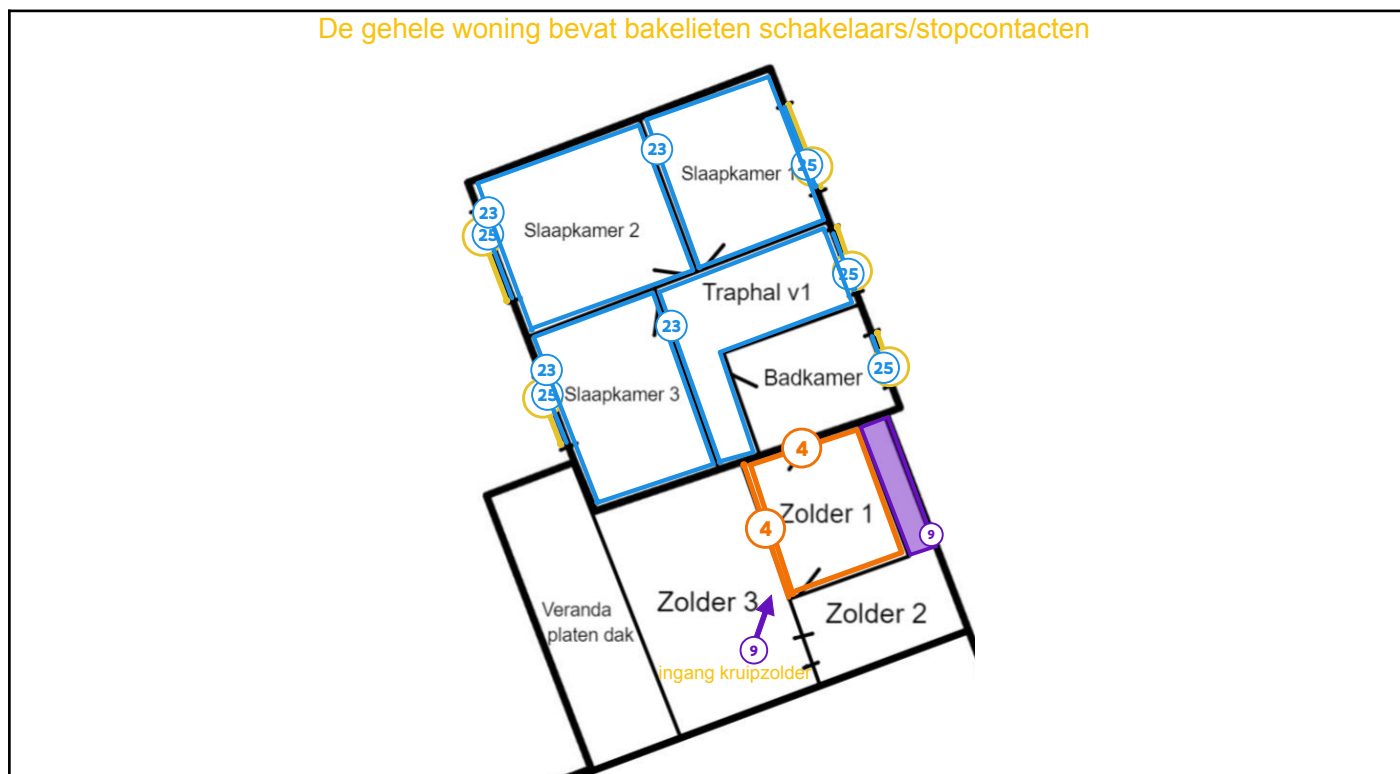 De gehele woning bevat bakelieten schakelaars/stopcontacten
23
Slaapkamer 1
25
23
Slaapkamer 2
25
25
Traphal v1
23
23
25
Badkamer
25
Slaapkamer 3
4
4
Zolder 1
9
Zolder 3
Zolder 2
Veranda
platen dak
9
ingang kruipzolder